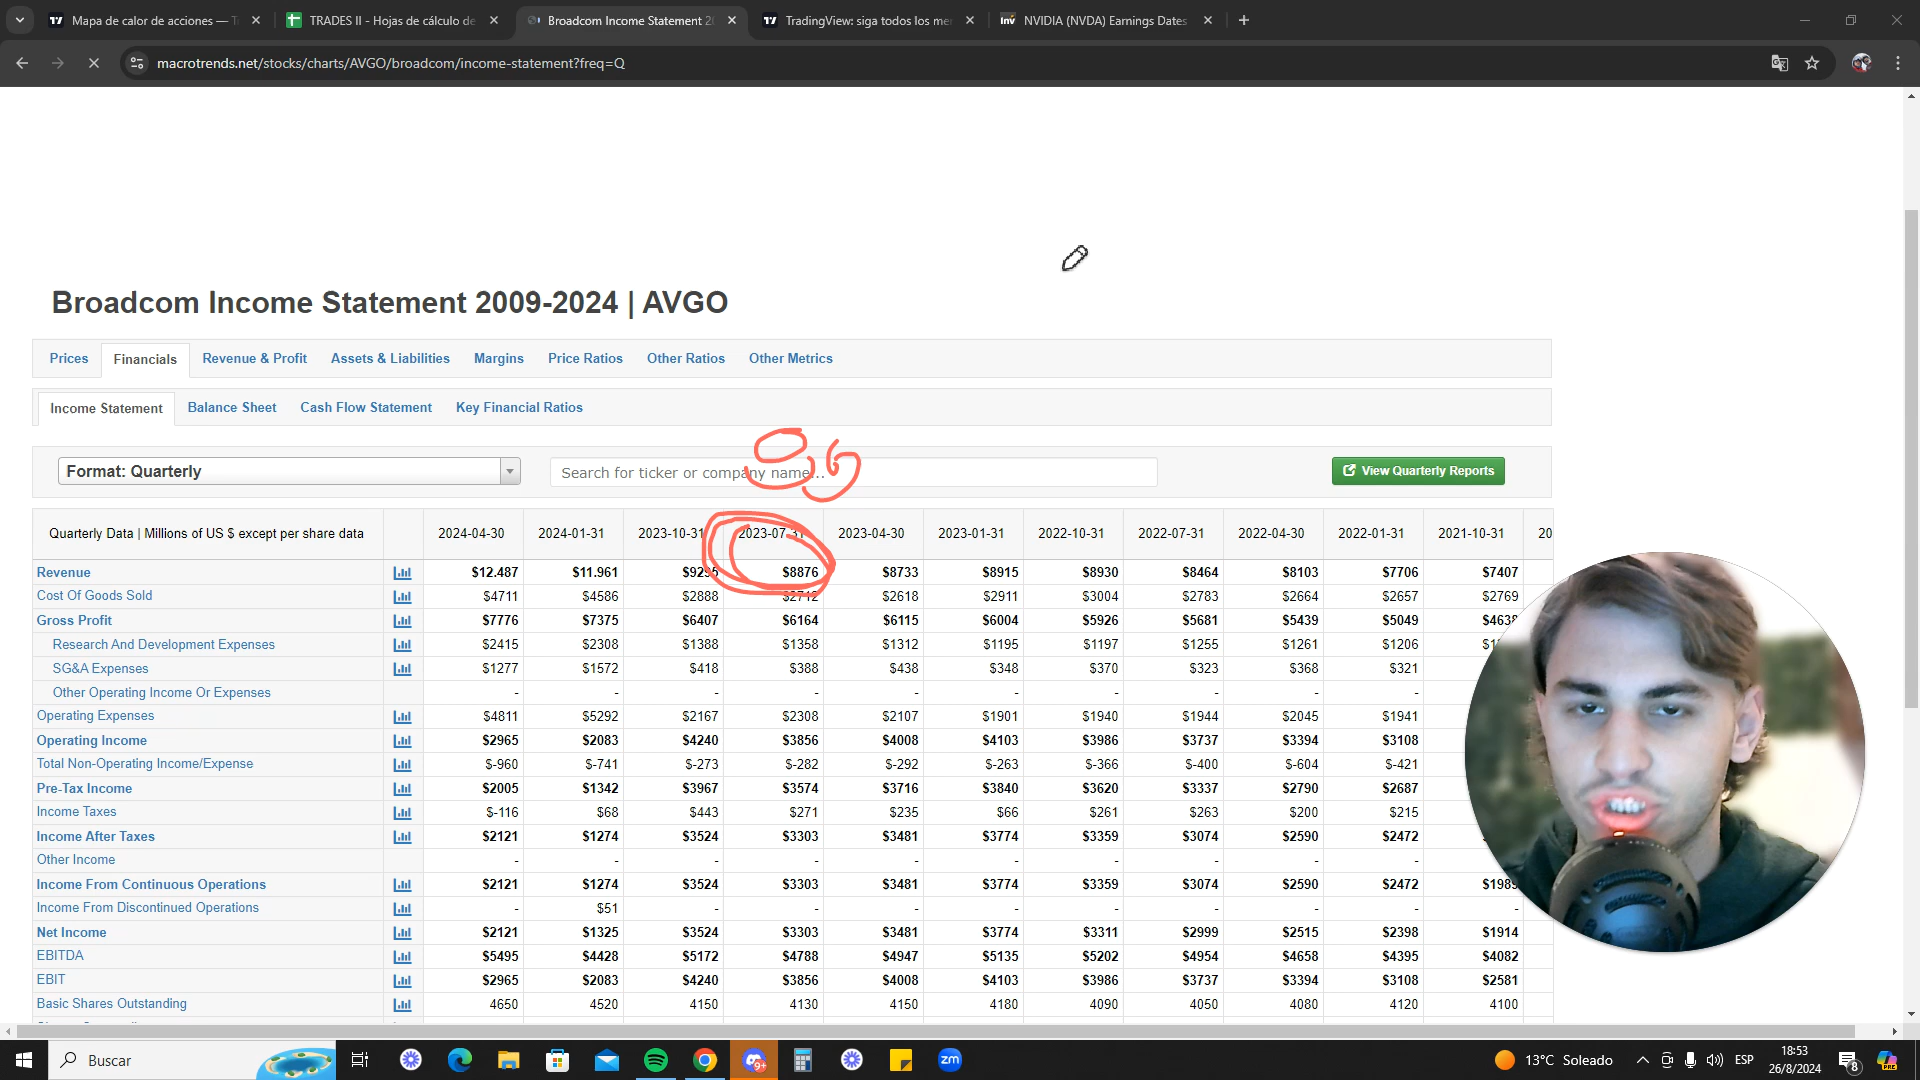 Mapa de calor de acciones — T
TRADES II - Hojas de cálculo de
Broadcom Income Statement 2
TradingView: siga todos los me
NVIDIA (NVDA) Earnings Dates
macrotrends.net/stocks/charts/AVGO/broadcom/income-statement?freq=Q
Broadcom Income Statement 2009-2024 | AVGO
Prices Financials Revenue & Profit Assets & Liabilities Margins Price Ratios Other Ratios Other Metrics
Income Statement Balance Sheet Cash Flow Statement Key Financial Ratios
Format: Quarterly
Search for ticker or company name...
View Quarterly Reports
Quarterly Data | Millions of US $ except per share data 2024-04-30 2024-01-31 2023-10-31 2023-07-31 2023-04-30 2023-01-31 2022-10-31 2022-07-31 2022-04-30 2022-01-31 2021-10-31 20
Revenue $12.487 $11.961 $9295 $8876 $8733 $8915 $8930 $8464 $8103 $7706 $7407
Cost Of Goods Sold $4711 $4586 $2888 $2712 $2618 $2911 $3004 $2783 $2664 $2657 $2769
Gross Profit $7776 $7375 $6407 $6164 $6115 $6004 $5926 $5681 $5439 $5049 $4638
Research And Development Expenses $2415 $2308 $1388 $1358 $1312 $1195 $1197 $1255 $1261 $1206
SG&A Expenses $1277 $1572 $418 $388 $438 $348 $370 $323 $368 $321
Other Operating Income Or Expenses - - - - - - - - - -
Operating Expenses $4811 $5292 $2167 $2308 $2107 $1901 $1940 $1944 $2045 $1941
Operating Income $2965 $2083 $4240 $3856 $4008 $4103 $3986 $3737 $3394 $3108
Total Non-Operating Income/Expense $-960 $-741 $-273 $-282 $-292 $-263 $-366 $-400 $-604 $-421
Pre-Tax Income $2005 $1342 $3967 $3574 $3716 $3840 $3620 $3337 $2790 $2687
Income Taxes $-116 $68 $443 $271 $235 $66 $261 $263 $200 $215
Income After Taxes $2121 $1274 $3524 $3303 $3481 $3774 $3359 $3074 $2590 $2472
Other Income - - - - - - - - - -
Income From Continuous Operations $2121 $1274 $3524 $3303 $3481 $3774 $3359 $3074 $2590 $2472 $1989
Income From Discontinued Operations - $51 - - - - - - - - -
Net Income $2121 $1325 $3524 $3303 $3481 $3774 $3311 $2999 $2515 $2398 $1914
EBITDA $5495 $4428 $5172 $4788 $4947 $5135 $5202 $4954 $4658 $4395 $4082
EBIT $2965 $2083 $4240 $3856 $4008 $4103 $3986 $3737 $3394 $3108 $2581
Basic Shares Outstanding 4650 4520 4150 4130 4150 4180 4090 4050 4080 4120 4100
Buscar
9+
zm
13°C Soleado
ESP
18:53
26/8/2024
8
PRE